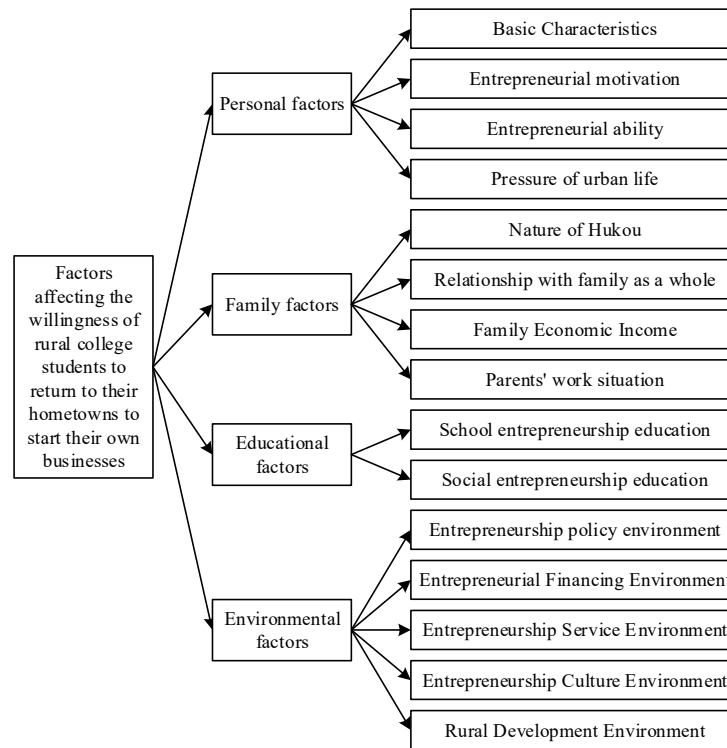 Factors
affecting the
willingness of
rural college
students to
return to their
hometowns to
start their own
businesses
Personal factors
Basic Characteristics
Entrepreneurial motivation
Entrepreneurial ability
Pressure of urban life
Family factors
Nature of Hukou
Relationship with family as a whole
Family Economic Income
Parents' work situation
Educational
factors
School entrepreneurship education
Social entrepreneurship education
Environmental
factors
Entrepreneurship policy environment
Entrepreneurial Financing Environment
Entrepreneurship Service Environment
Entrepreneurship Culture Environment
Rural Development Environment